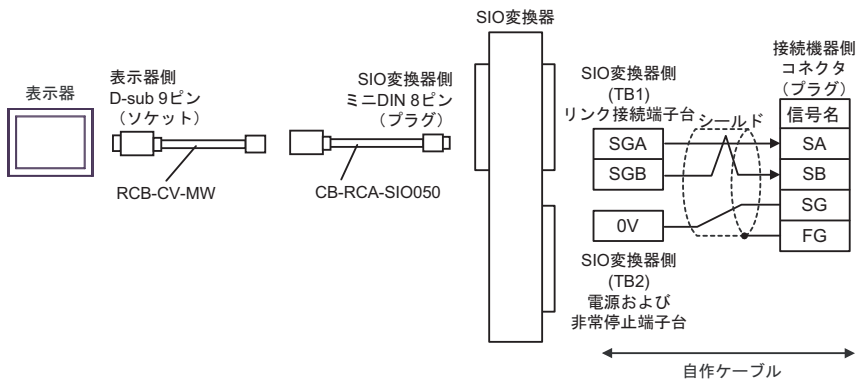 SIO変換器
表示器
表示器側
D-sub 9ピン
（ソケット）
RCB-CV-MW
SIO変換器側
ミニDIN 8ピン
（プラグ）
CB-RCA-SIO050
SIO変換器側
(TB1)
リンク接続端子台
シールド
SGA
SGB
0V
SIO変換器側
(TB2)
電源および
非常停止端子台
接続機器側
コネクタ
（プラグ）
信号名
SA
SB
SG
FG
自作ケーブル